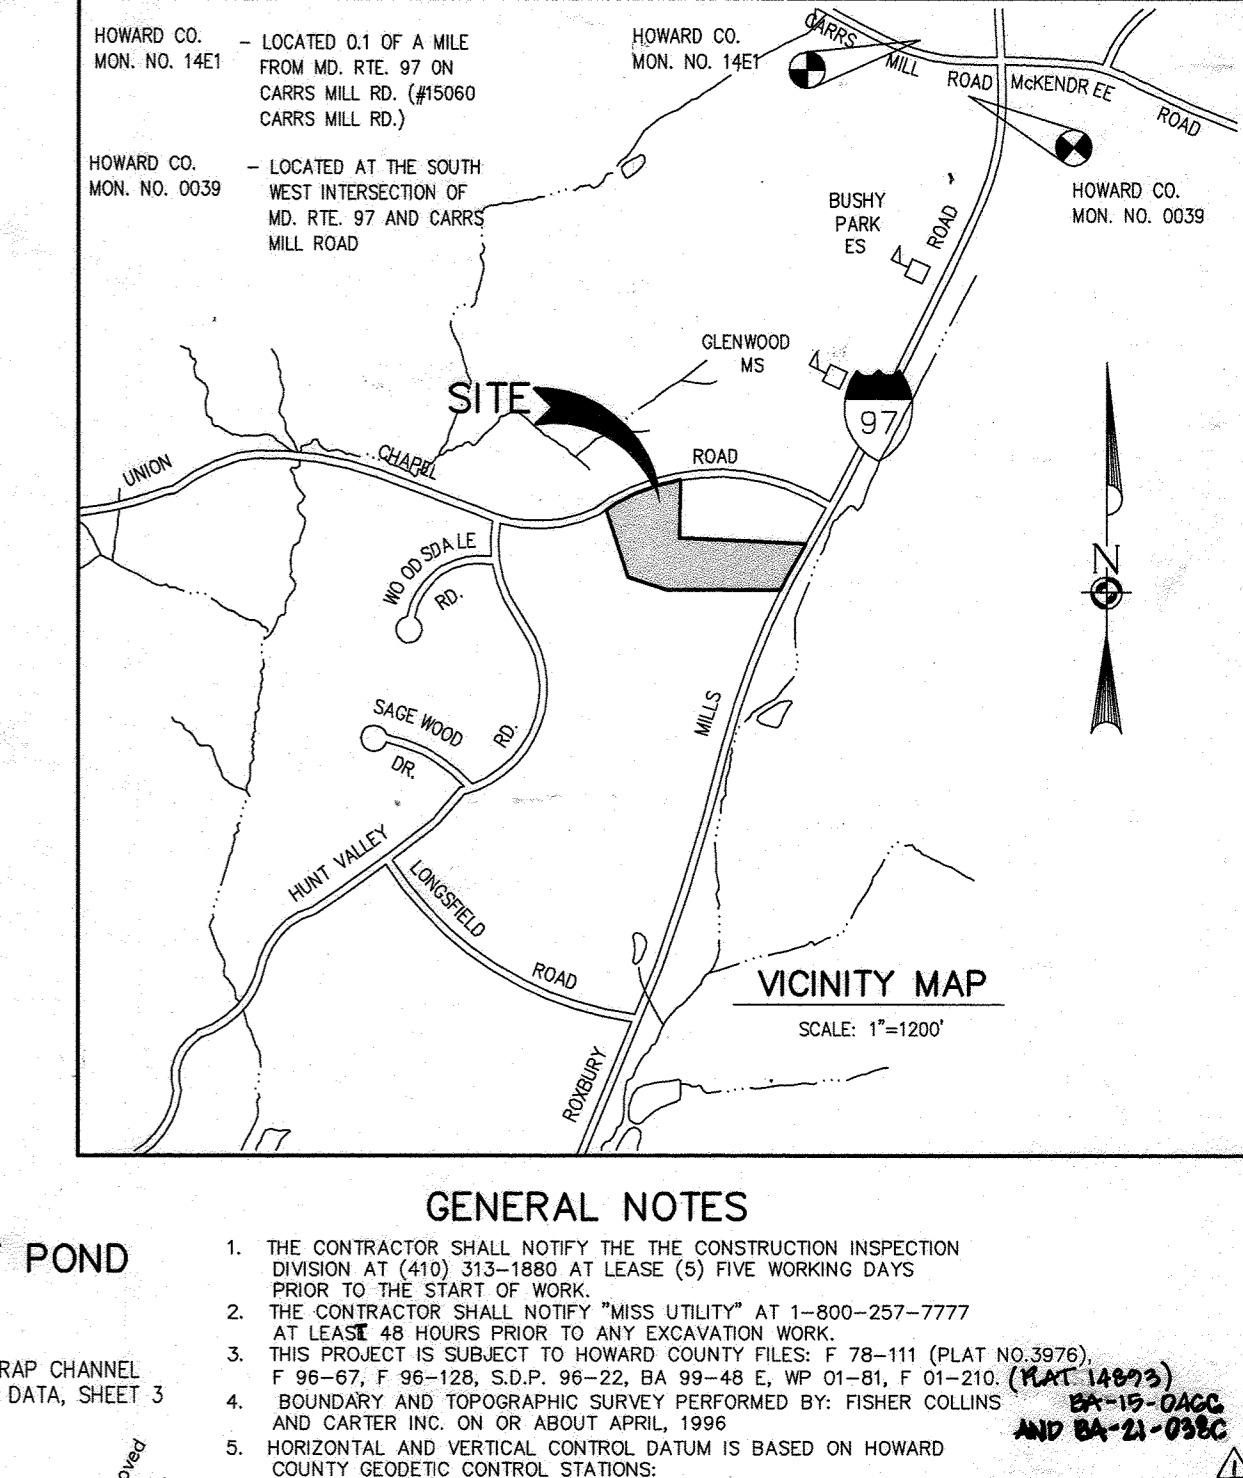 HOWARD CO.
MON. NO. 14E1
– LOCATED 0.1 OF A MILE
FROM MD. RTE. 97 ON
CARRS MILL RD. (#15060
CARRS MILL RD.)
HOWARD CO.
MON. NO. 0039
– LOCATED AT THE SOUTH
WEST INTERSECTION OF
MD. RTE. 97 AND CARRS
MILL ROAD
HOWARD CO.
MON. NO. 14E1
CARRS
MILL
ROAD
McKENDREE
ROAD
HOWARD CO.
MON. NO. 0039
BUSHY
PARK
ES
ROAD
GLENWOOD
MS
97
SITE
UNION
CHAPEL
ROAD
WOODSDALE
RD.
N
SAGE WOOD
DR.
RD.
MILLS
HUNT VALLEY
LONGSFIELD
ROAD
ROXBURY
VICINITY MAP
SCALE: 1"=1200'
GENERAL NOTES
POND
1. THE CONTRACTOR SHALL NOTIFY THE THE CONSTRUCTION INSPECTION
DIVISION AT (410) 313–1880 AT LEASE (5) FIVE WORKING DAYS
PRIOR TO THE START OF WORK.
2. THE CONTRACTOR SHALL NOTIFY "MISS UTILITY" AT 1–800–257–7777
AT LEAST 48 HOURS PRIOR TO ANY EXCAVATION WORK.
3. THIS PROJECT IS SUBJECT TO HOWARD COUNTY FILES: F 78–111 (PLAT NO.3976),
F 96–67, F 96–128, S.D.P. 96–22, BA 99–48 E, WP 01–81, F 01–210. (PLAT 14893)
BA-15-046C
AND BA-21-038C
4. BOUNDARY AND TOPOGRAPHIC SURVEY PERFORMED BY: FISHER COLLINS
AND CARTER INC. ON OR ABOUT APRIL, 1996
5. HORIZONTAL AND VERTICAL CONTROL DATUM IS BASED ON HOWARD
COUNTY GEODETIC CONTROL STATIONS:
RAP CHANNEL
DATA, SHEET 3
oved
1